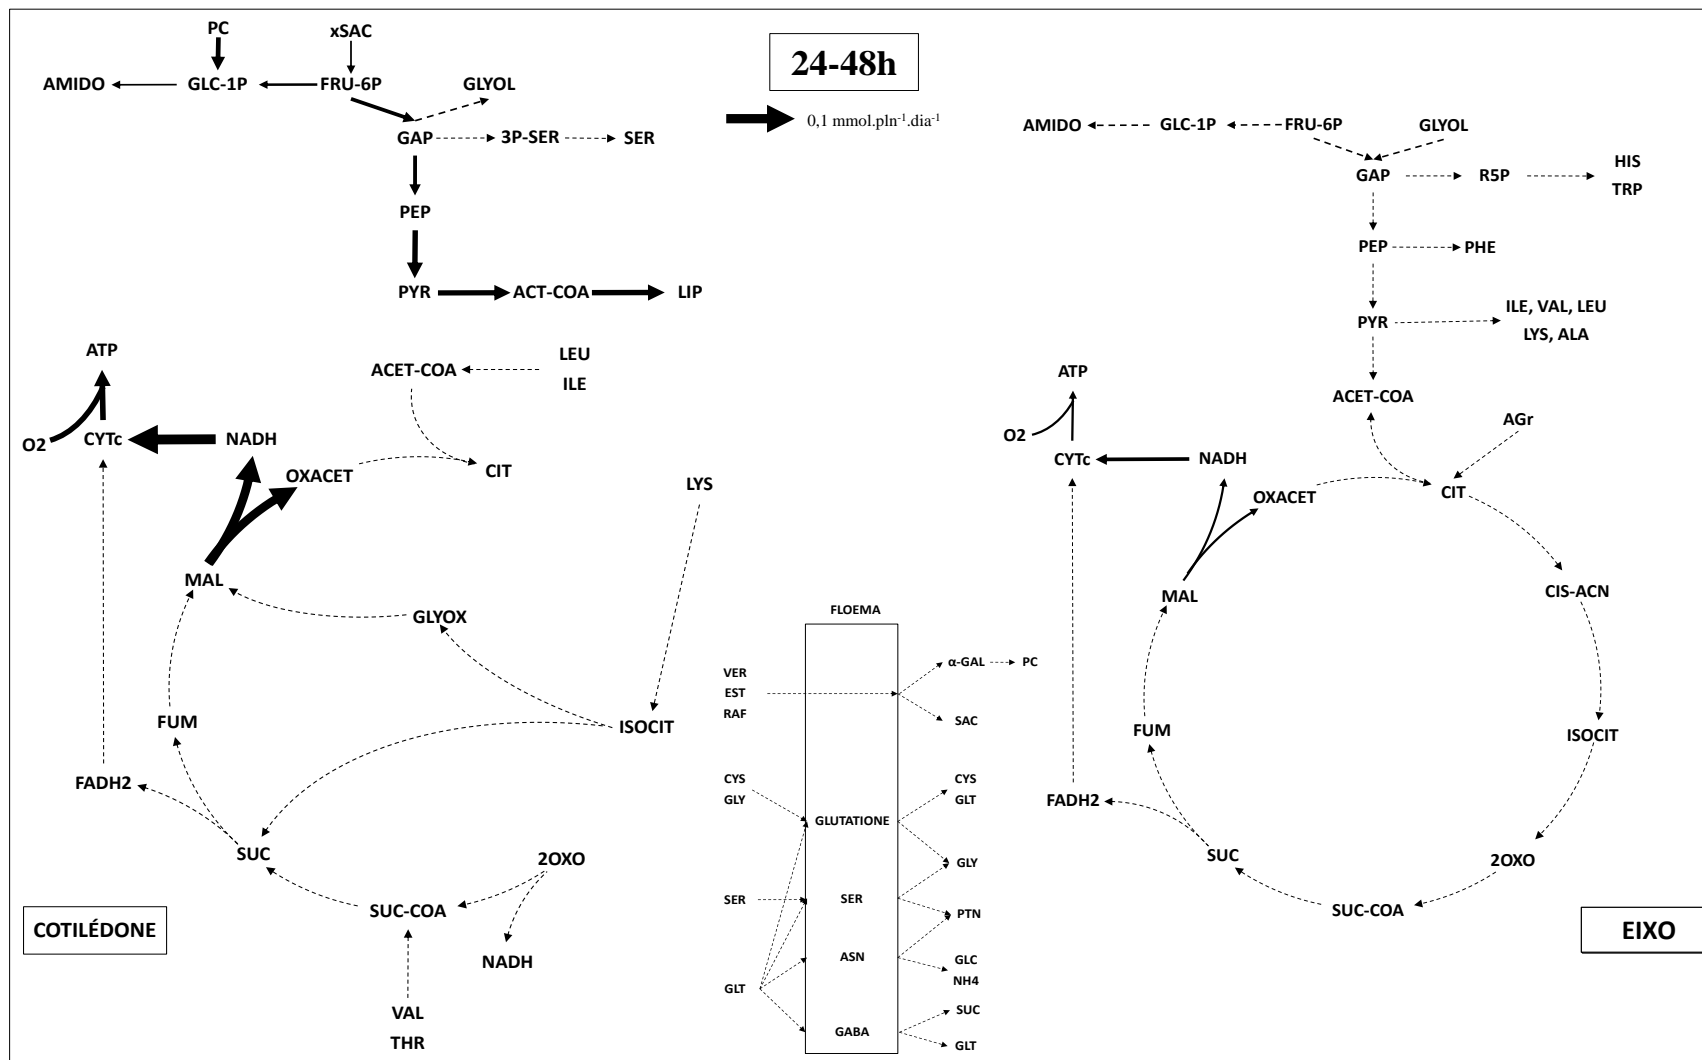 PC
xSAC
24-48h
AMIDO
GLC-1P
FRU-6P
GLYOL
0,1 mmol.pln⁻¹.dia⁻¹
GAP
3P-SER
SER
PEP
PYR
ACT-COA
LIP
ATP
ACET-COA
LEU
ILE
O2
CYTc
NADH
OXACET
CIT
LYS
MAL
GLYOX
FUM
ISOCIT
FADH2
SUC
2OXO
SUC-COA
NADH
COTILÉDONE
VAL
THR
FLOEMA
VER
EST
RAF
α-GAL
PC
SAC
CYS
GLY
GLUTATIONE
CYS
GLT
GLY
SER
SER
PTN
ASN
GLC
NH4
GLT
GABA
SUC
GLT
AMIDO
GLC-1P
FRU-6P
GLYOL
GAP
R5P
HIS
TRP
PEP
PHE
PYR
ILE, VAL, LEU
LYS, ALA
ATP
ACET-COA
AGr
O2
CYTc
NADH
OXACET
CIT
MAL
CIS-ACN
FUM
ISOCIT
FADH2
SUC
2OXO
SUC-COA
EIXO